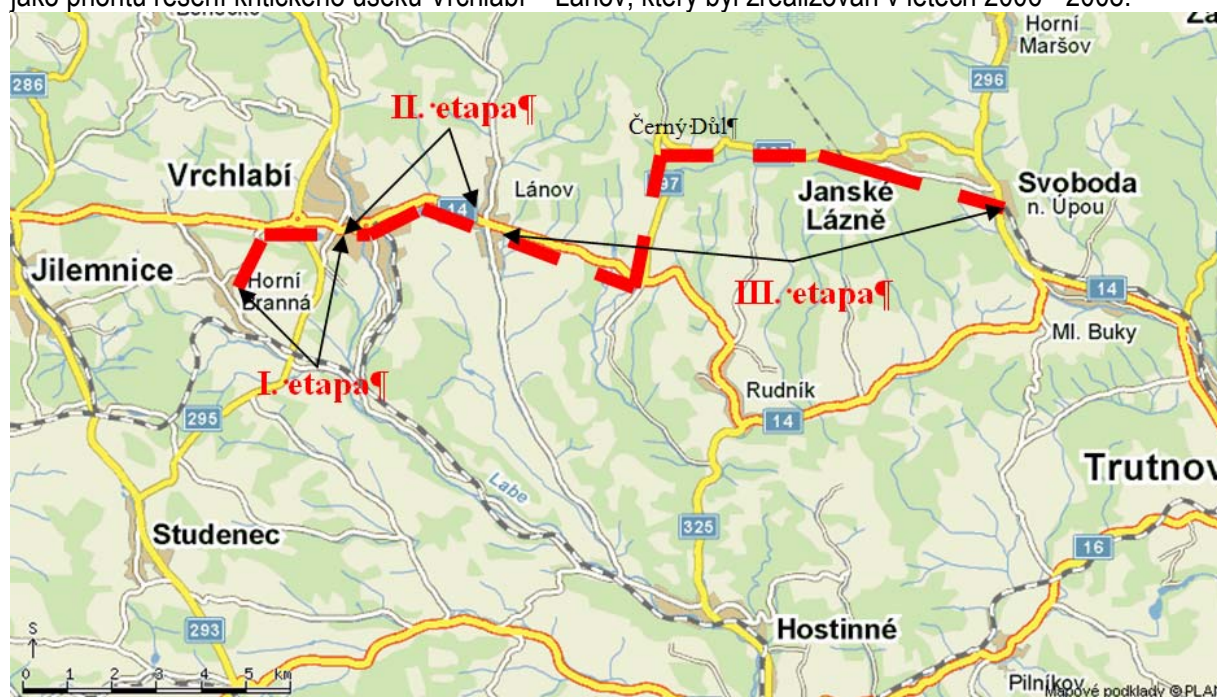 jako prioritu řešení kritického úseku Vrchlabí – Lánov, který byl zrealizován v letech 2006 - 2008.
Horní
Maršov
286
296
II. etapa¶
Černý Důl¶
Vrchlabí
Lánov
14
297
Janské
Lázně
Svoboda
n. Úpou
Jilemnice
Horní
Branná
III. etapa¶
14
Ml. Buky
I. etapa¶
Rudník
295
14
Labe
Trutnov
325
Studenec
16
293
Hostinné
S
0 1 2 3 4 5 km
Pilníkov
Mapové podklady © PLAN